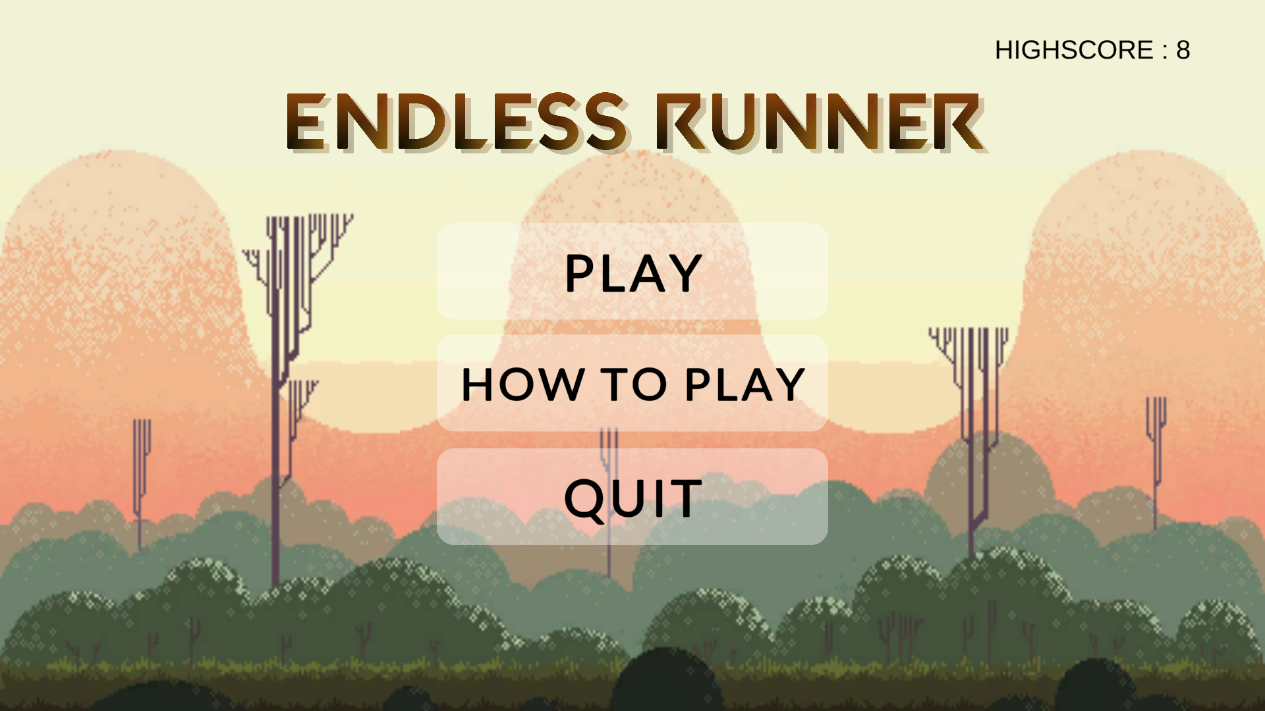 HIGHSCORE : 8
ENDLESS RUNNER
PLAY
HOW TO PLAY
QUIT